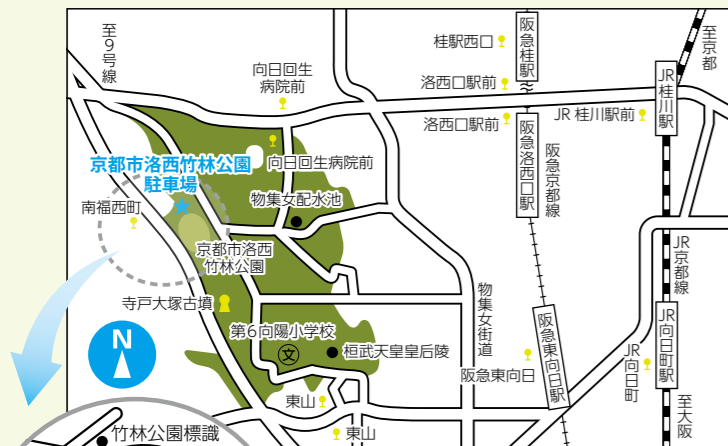 至9号線
向日回生
病院前
桂駅西口
阪急桂駅
至京都
洛西口駅前
JR桂川駅
洛西口駅前
JR 桂川駅前
阪急洛西口駅
阪急京都線
向日回生病院前
京都市洛西竹林公園
駐車場
物集女配水池
南福西町
京都市洛西
竹林公園
物集女街道
JR京都線
寺戸大塚古墳
N
第6向陽小学校
文
桓武天皇皇后陵
阪急東向日
阪急東向日駅
JR向日町
JR向日町駅
至大阪
東山
東山
竹林公園標識